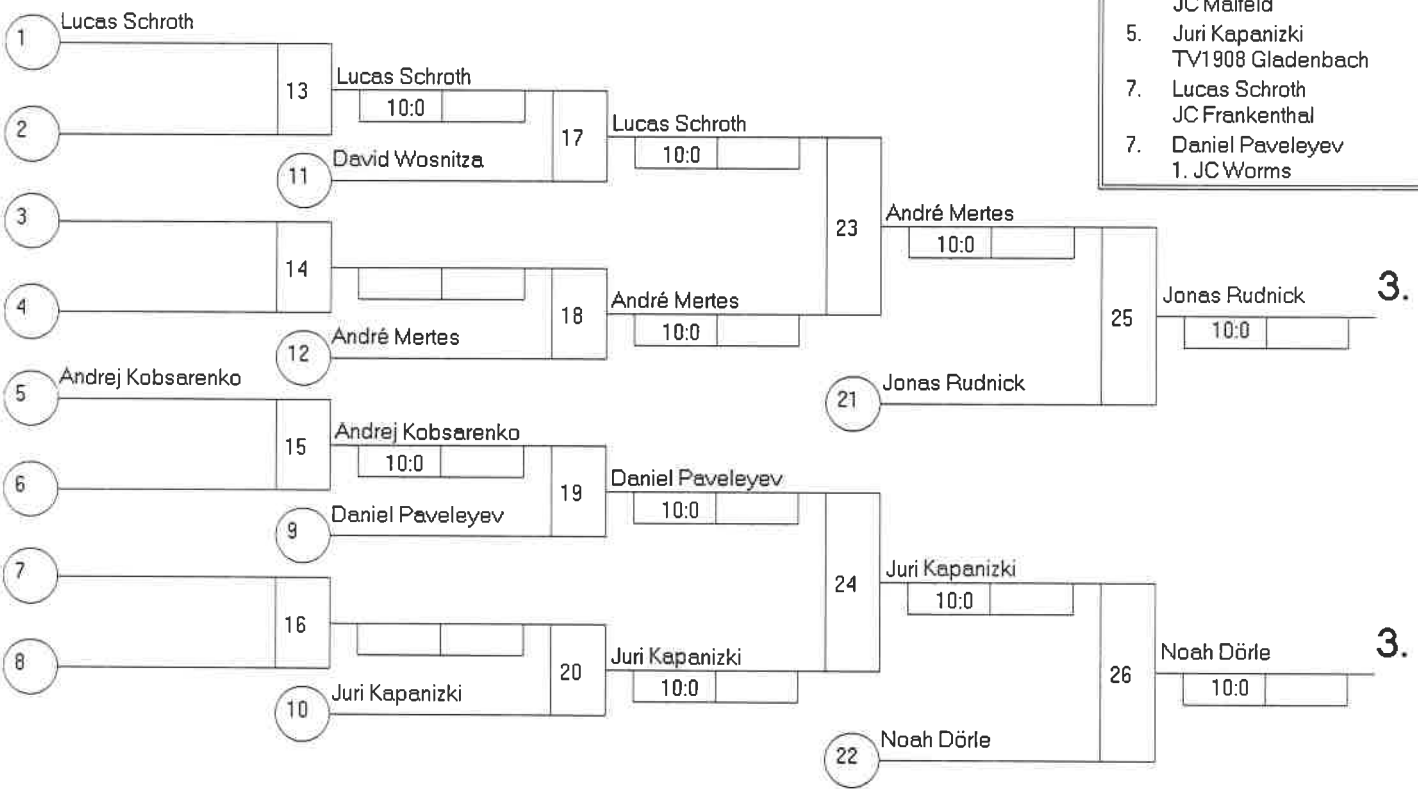 JC Maifeld
5. Juri Kapanizki
TV1908 Gladenbach
7. Lucas Schroth
JC Frankenthal
7. Daniel Paveleyev
1. JC Worms
1 Lucas Schroth
2
13
Lucas Schroth
10:0
11 David Wosnitza
17
Lucas Schroth
10:0
3
4
14
12 André Mertes
18
André Mertes
10:0
23
André Mertes
10:0
21 Jonas Rudnick
25
Jonas Rudnick 3.
10:0
5 Andrej Kobsarenko
6
15
Andrej Kobsarenko
10:0
9 Daniel Paveleyev
19
Daniel Paveleyev
10:0
7
8
16
10 Juri Kapanizki
20
Juri Kapanizki
10:0
24
Juri Kapanizki
10:0
22 Noah Dörle
26
Noah Dörle 3.
10:0